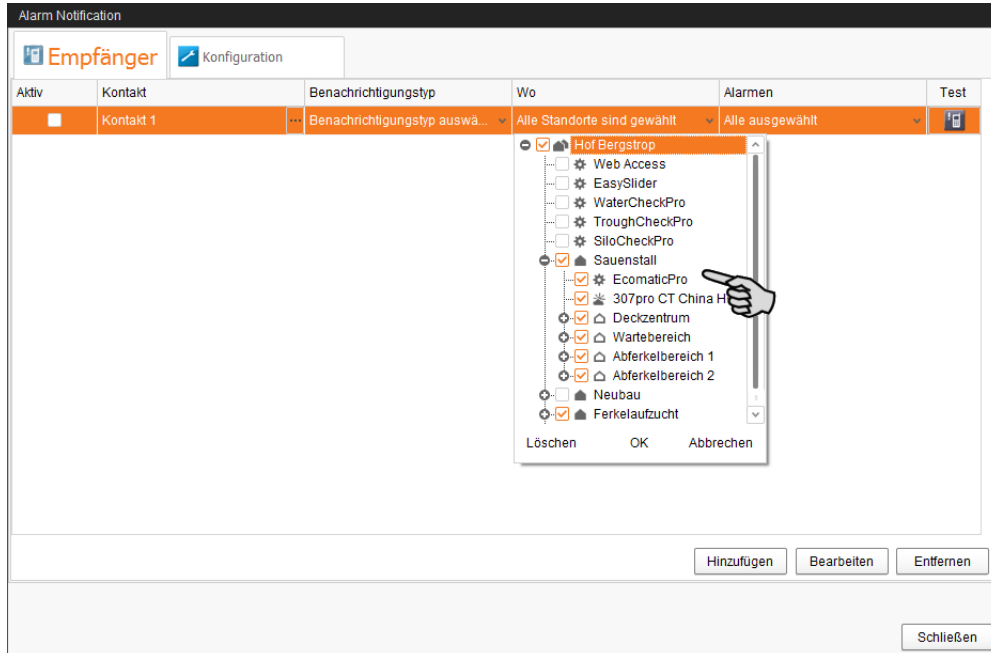 Alarm Notification
Empfänger
Konfiguration
Aktiv Kontakt Benachrichtigungstyp Wo Alarmen Test
Kontakt 1 ... Benachrichtigungstyp auswä... Alle Standorte sind gewählt Alle ausgewählt
Hof Bergstrop
Web Access
EasySlider
WaterCheckPro
TroughCheckPro
SiloCheckPro
Sauenstall
EcomaticPro
307pro CT China H
Deckzentrum
Wartebereich
Abferkelbereich 1
Abferkelbereich 2
Neubau
Ferkelaufzucht
Löschen OK Abbrechen
Hinzufügen Bearbeiten Entfernen
Schließen